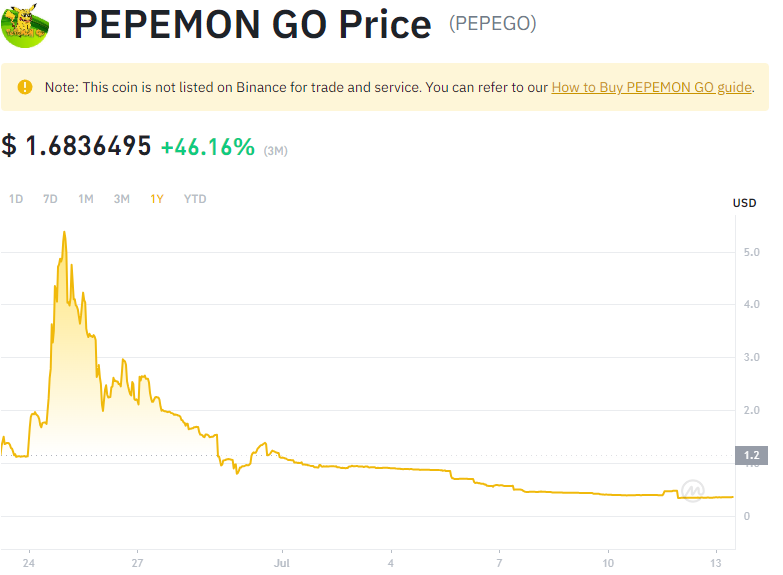 PEPEMON GO Price (PEPEGO)
Note: This coin is not listed on Binance for trade and service. You can refer to our How to Buy PEPEMON GO guide.
$ 1.6836495 +46.16% (3M)
1D 7D 1M 3M 1Y YTD
USD
5.0
4.0
3.0
2.0
1.2
0
24 27 Jul 4 7 10 13